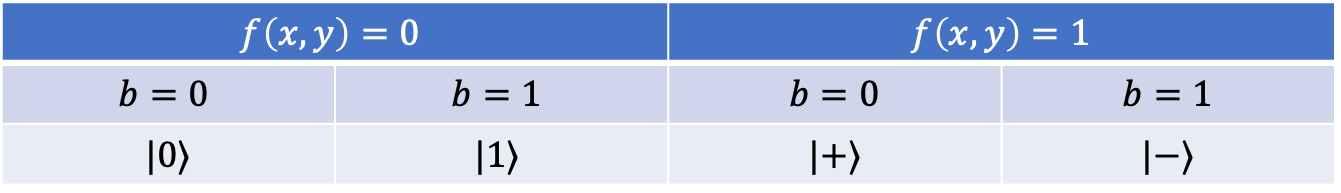 f(x, y) = 0 f(x, y) = 1
b = 0 b = 1 b = 0 b = 1
|0⟩ |1⟩ |+⟩ |−⟩